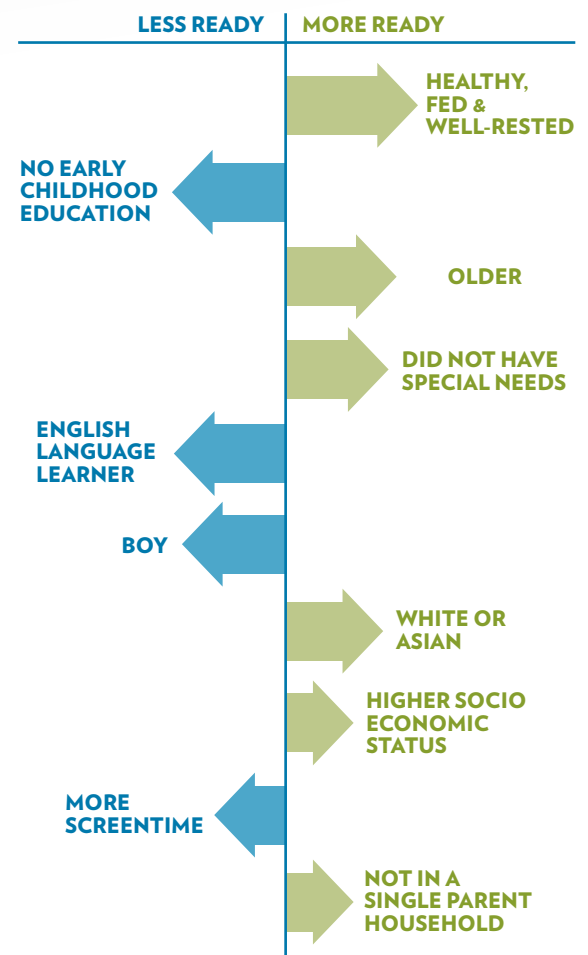 LESS READY
MORE READY
HEALTHY,
FED &
WELL-RESTED
NO EARLY
CHILDHOOD
EDUCATION
OLDER
DID NOT HAVE
SPECIAL NEEDS
ENGLISH
LANGUAGE
LEARNER
BOY
WHITE OR
ASIAN
HIGHER SOCIO
ECONOMIC
STATUS
MORE
SCREENTIME
NOT IN A
SINGLE PARENT
HOUSEHOLD